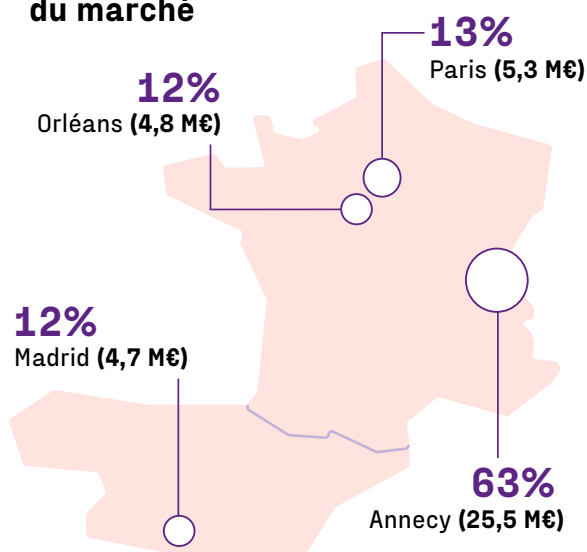 du marché
13%
Paris (5,3 M€)
12%
Orléans (4,8 M€)
12%
Madrid (4,7 M€)
63%
Annecy (25,5 M€)